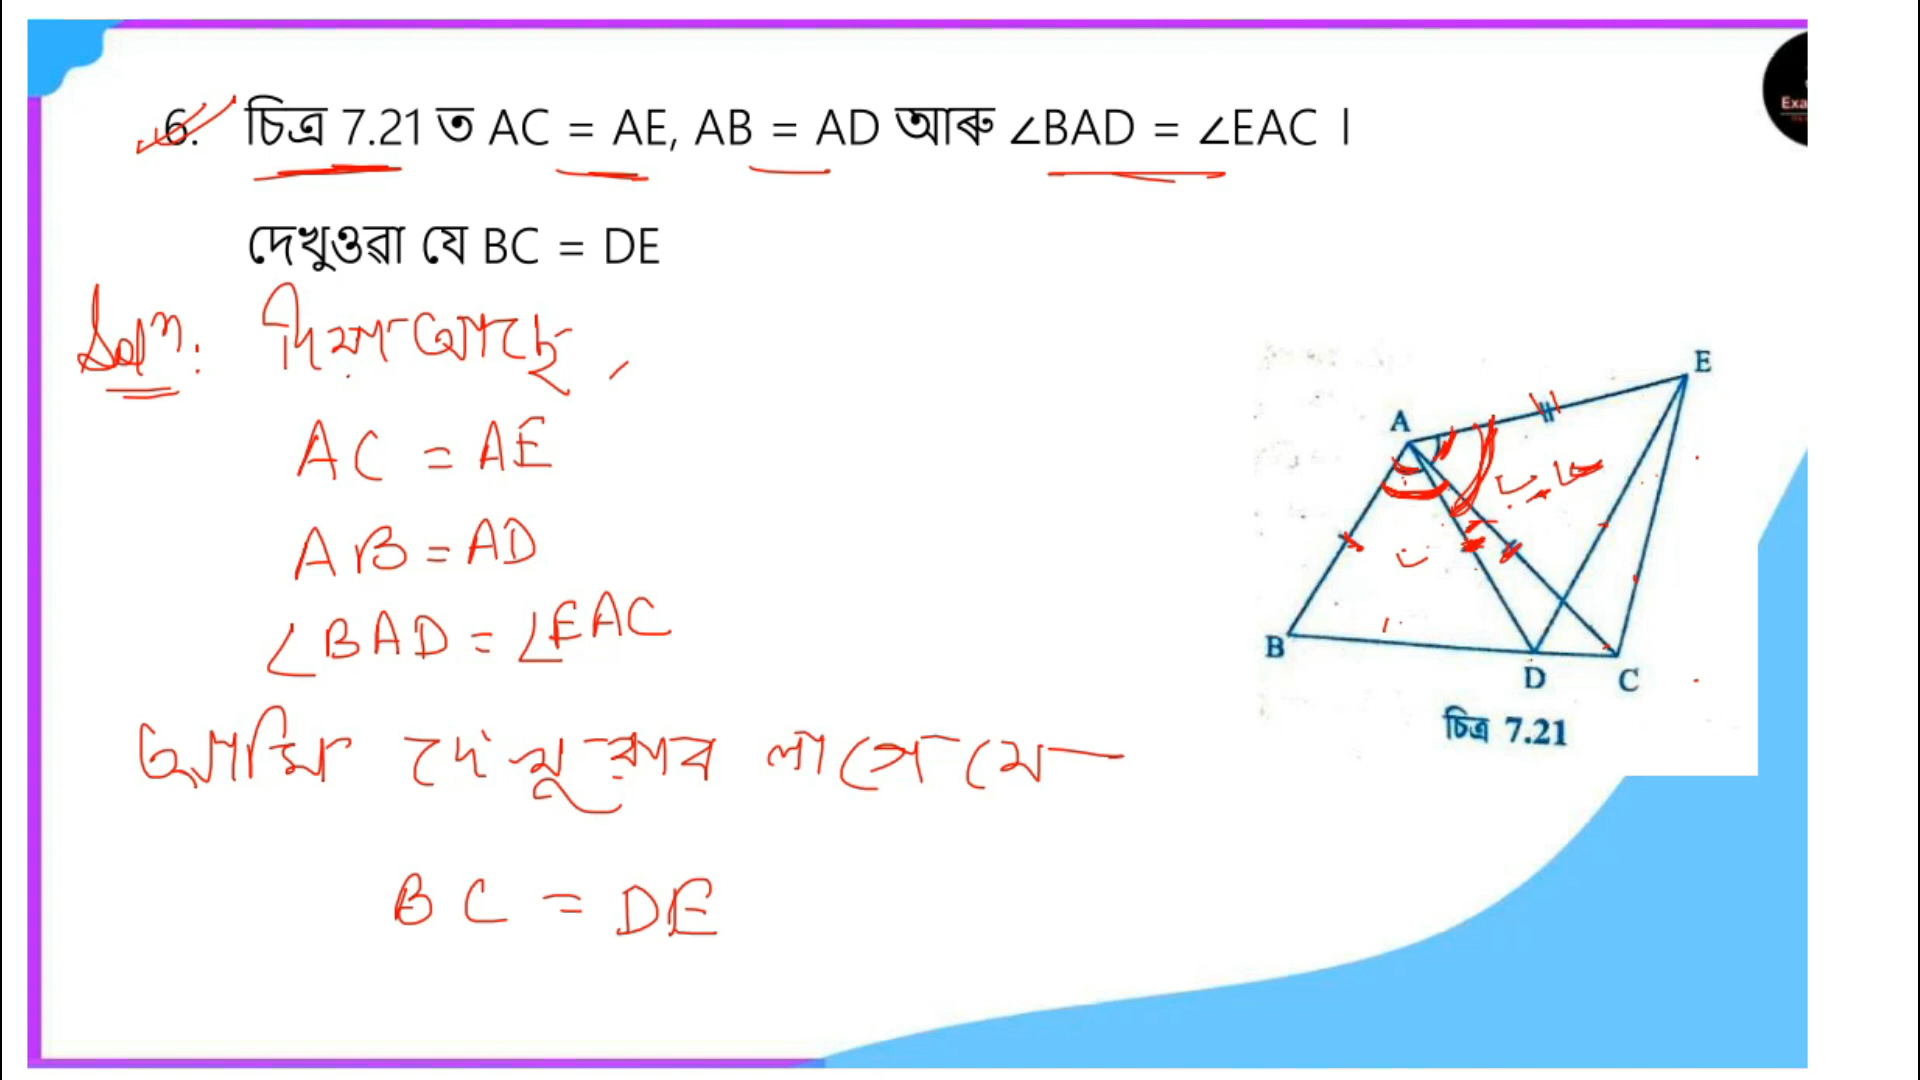 6. চিত্ৰ 7.21 ত AC = AE, AB = AD আৰু ∠BAD = ∠EAC ।
দেখুওৱা যে BC = DE
Solⁿ: দিয়া আছে,
AC = AE
AB = AD
∠BAD = ∠EAC
আমি দেখুৱাব লাগে যে—
BC = DE
Exa
E
A
B
D C
চিত্ৰ 7.21